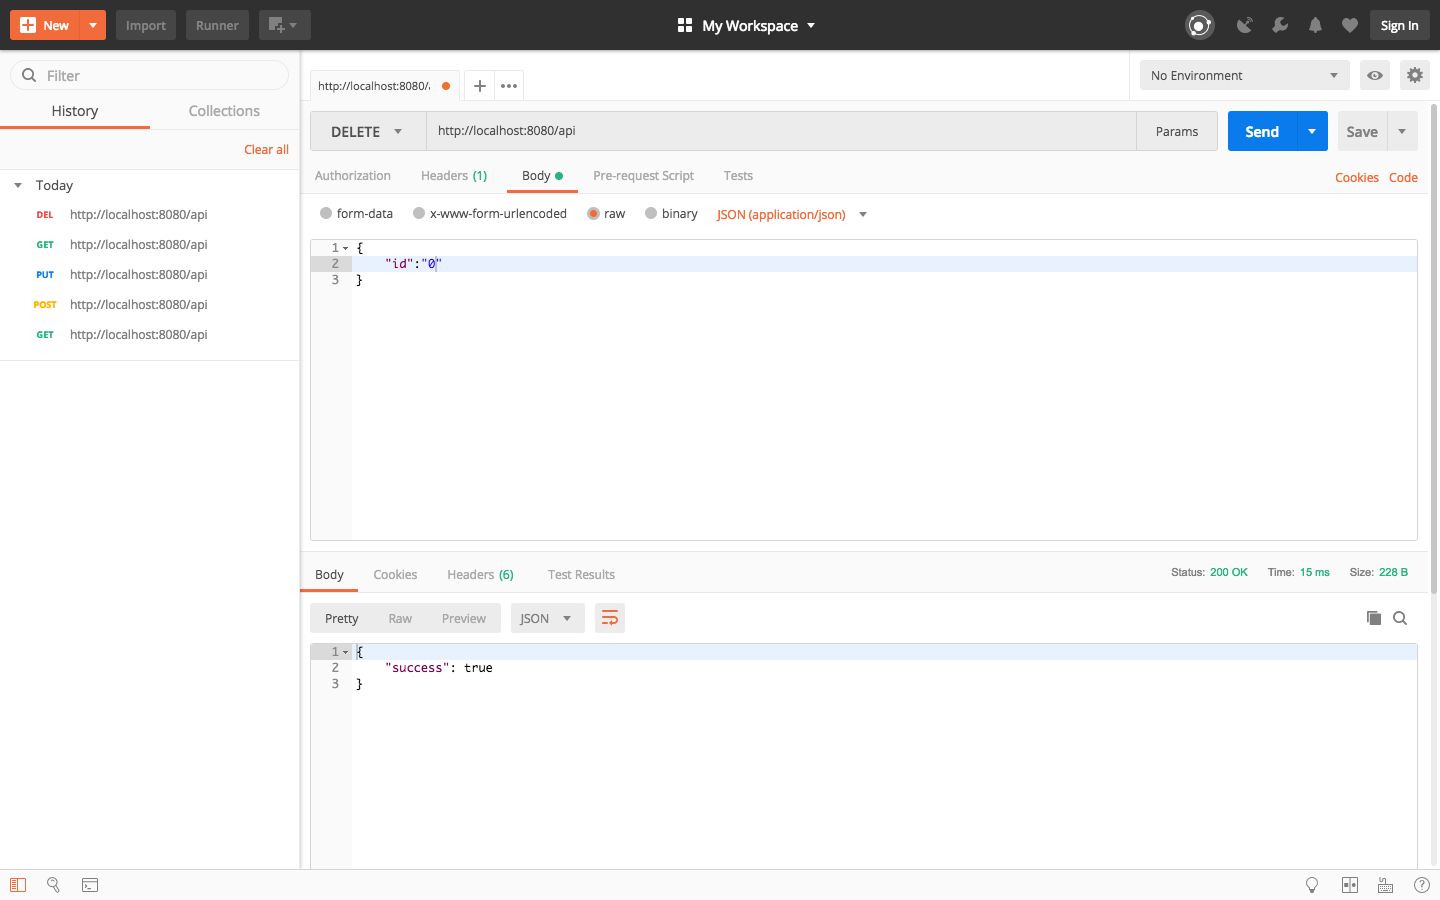 New
Import
Runner
My Workspace
Sign In
Filter
History
Collections
Clear all
Today
DEL http://localhost:8080/api
GET http://localhost:8080/api
PUT http://localhost:8080/api
POST http://localhost:8080/api
GET http://localhost:8080/api
http://localhost:8080/
No Environment
DELETE
http://localhost:8080/api
Params
Send
Save
Authorization
Headers (1)
Body
Pre-request Script
Tests
Cookies
Code
form-data
x-www-form-urlencoded
raw
binary
JSON (application/json)
1 {
2 "id":"0"
3 }
Body
Cookies
Headers (6)
Test Results
Status: 200 OK
Time: 15 ms
Size: 228 B
Pretty
Raw
Preview
JSON
1 {
2 "success": true
3 }